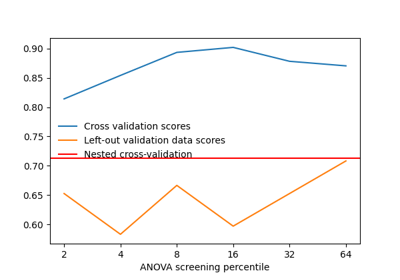 0.90
0.85
0.80
0.75
0.70
0.65
0.60
Cross validation scores
Left-out validation data scores
Nested cross-validation
2 4 8 16 32 64
ANOVA screening percentile